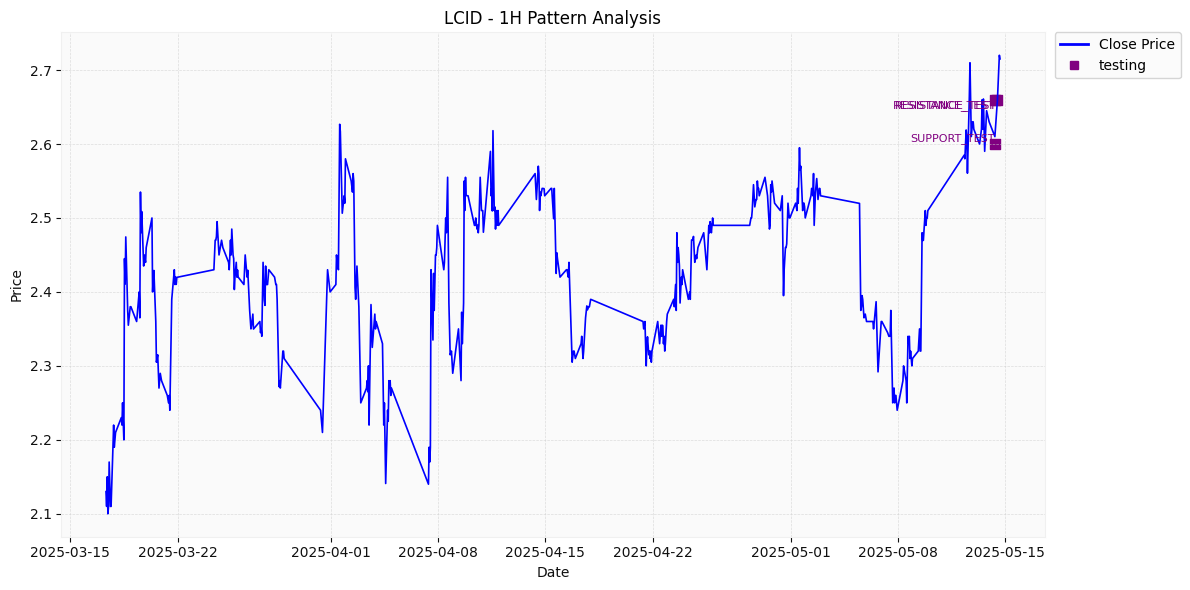 LCID - 1H Pattern Analysis
Close Price
testing
2.7
2.6
2.5
2.4
2.3
2.2
2.1
Price
RESISTANCE_TEST
SUPPORT_TEST
2025-03-15
2025-03-22
2025-04-01
2025-04-08
2025-04-15
2025-04-22
2025-05-01
2025-05-08
2025-05-15
Date